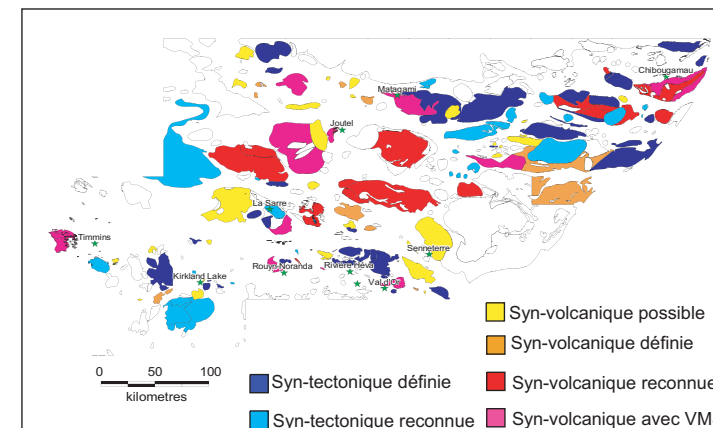 Chibougamau
Matagami
Joutel
La Sarre
Timmins
Senneterre
Rouyn-Noranda
Rivière-Héva
Kirkland Lake
Val d'Or
Syn-volcanique possible
Syn-volcanique définie
0 50 100
kilometres
Syn-tectonique définie
Syn-volcanique reconnue
Syn-tectonique reconnue
Syn-volcanique avec VM